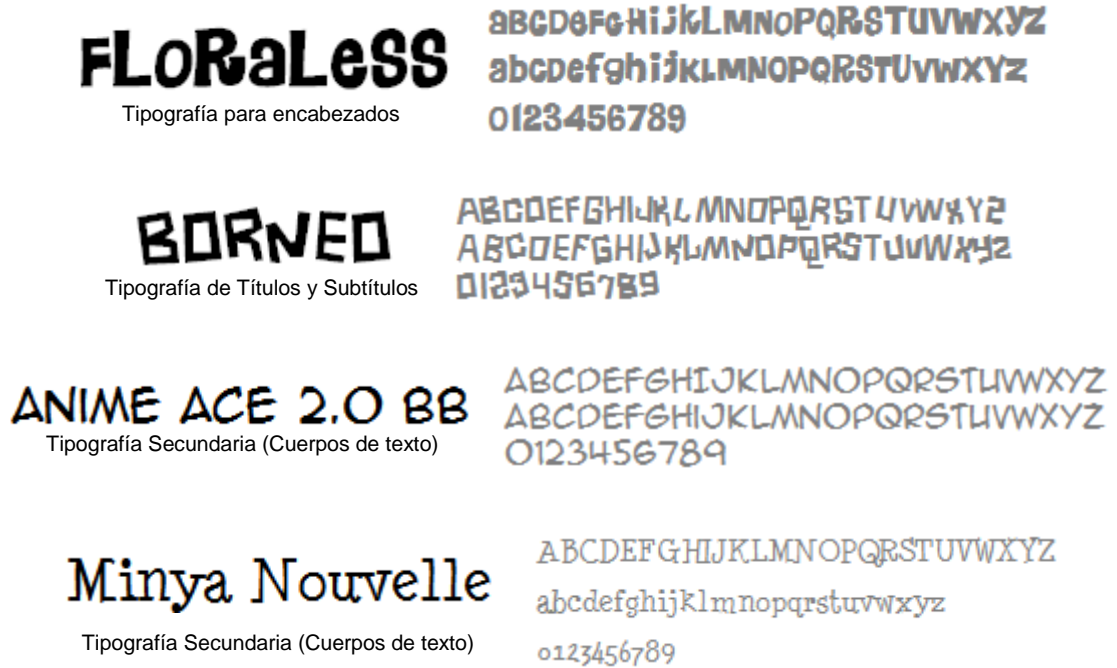 FLoRaLeSS
Tipografía para encabezados
aBCDeFGHijkLMNoPQRSTUVWXYZ
abcDefghijKLMNOPQRSTUvWXYZ
0123456789
BORNEO
Tipografía de Títulos y Subtítulos
ABCDEFGHIJKLMNOPQRSTUVWXYZ
ABCDEFGHIJKLMNOPQRSTUVWXYZ
0123456789
ANIME ACE 2.0 BB
Tipografía Secundaria (Cuerpos de texto)
ABCDEFGHIJKLMNOPQRSTUVWXYZ
ABCDEFGHIJKLMNOPQRSTUVWXYZ
0123456789
Minya Nouvelle
Tipografía Secundaria (Cuerpos de texto)
ABCDEFGHIJKLMNOPQRSTUVWXYZ
abcdefghijklmnopqrstuvwxyz
0123456789